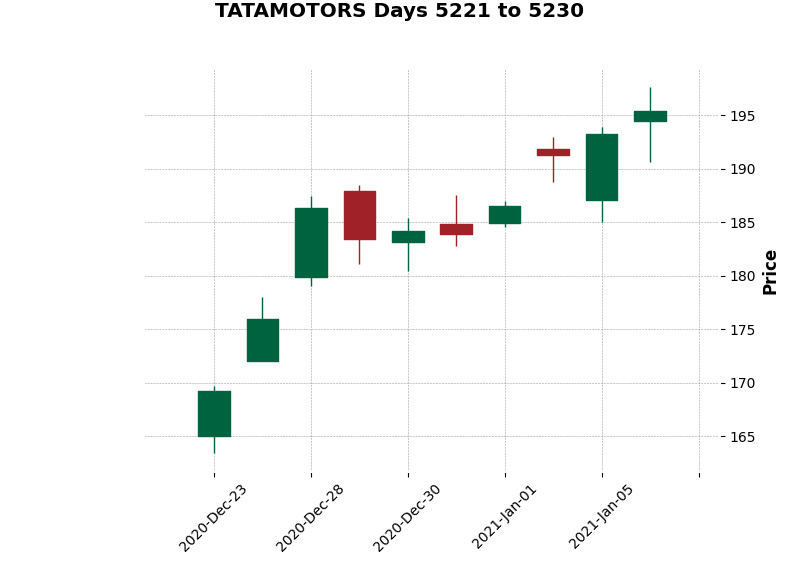 TATAMOTORS Days 5221 to 5230
195
190
185
180
175
170
165
Price
2020-Dec-23
2020-Dec-28
2020-Dec-30
2021-Jan-01
2021-Jan-05